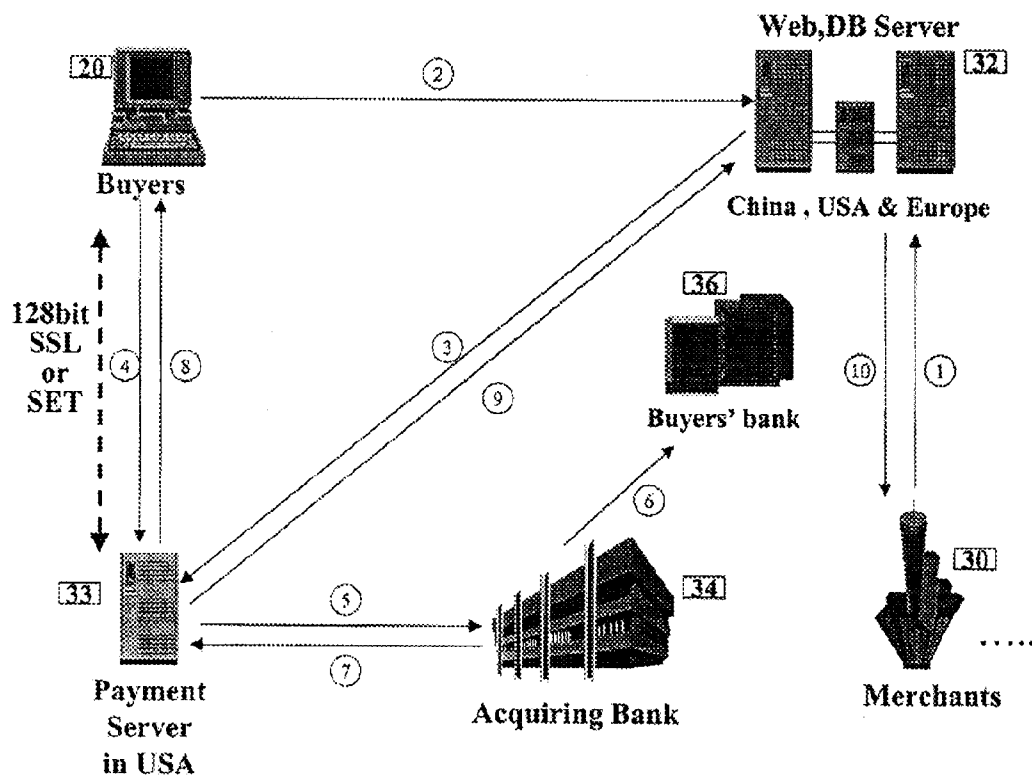 Web,DB Server
20
2
32
Buyers
China , USA & Europe
36
128bit
SSL
or
SET
4
8
3
9
10
1
Buyers' bank
6
33
5
34
30
7
Payment
Server
in USA
Acquiring Bank
Merchants
.....